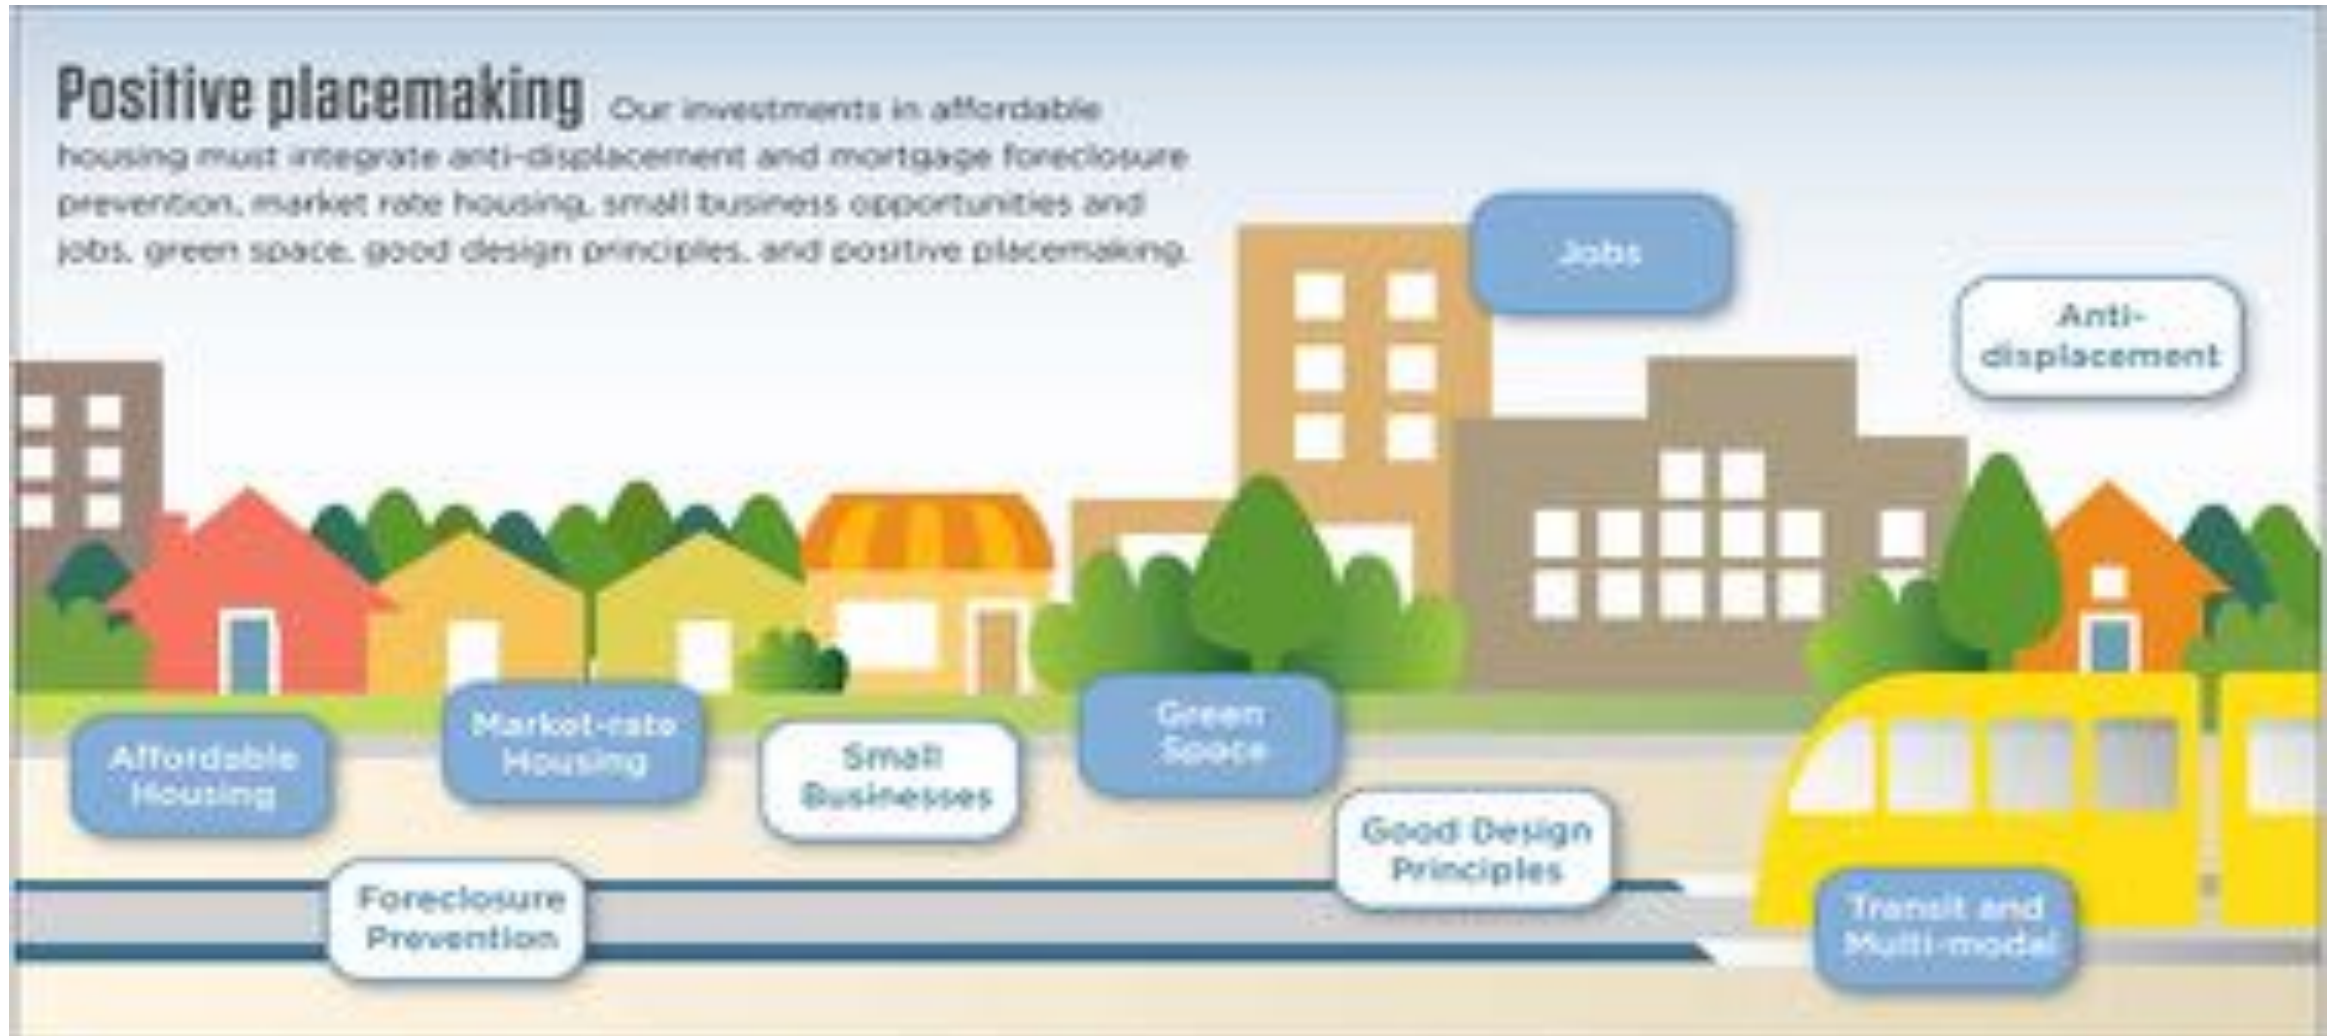 Positive placemaking Our investments in affordable
housing must integrate anti-displacement and mortgage foreclosure
prevention, market rate housing, small business opportunities and
jobs, green space, good design principles, and positive placemaking.
Jobs
Anti-
displacement
Affordable
Housing
Market-rate
Housing
Small
Businesses
Green
Space
Good Design
Principles
Foreclosure
Prevention
Transit and
Multi-modal